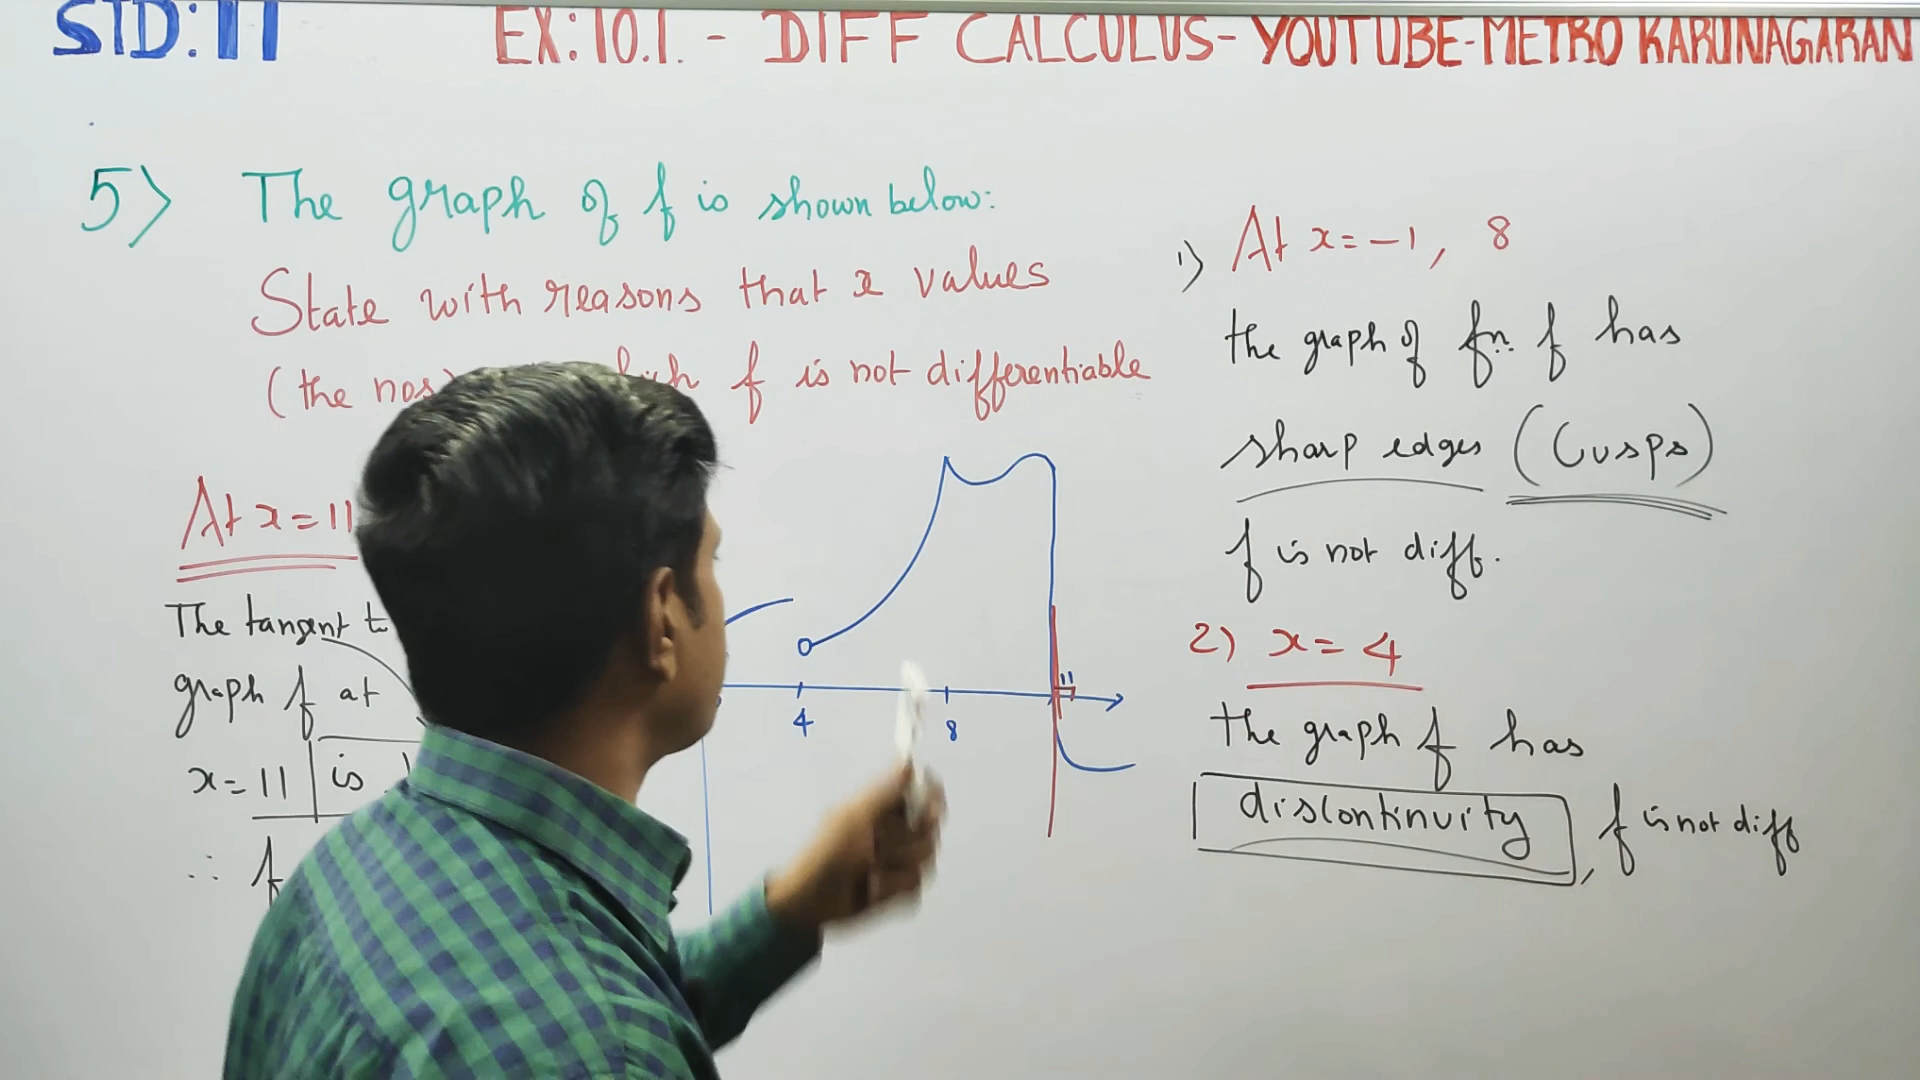 STD: 11 EX: 10.1. - DIFF CALCULUS- YOUTUBE-METRO KARUNAGARAN
5) The graph of f is shown below:
State with reasons that x values
(the nos) f is not differentiable
At x=11
The tangent
graph f at
x=11 is
∴ f
4
8
11
1) At x=-1, 8
the graph of fn. f has
sharp edges (Cusps)
f is not diff.
2) x=4
the graph f has
discontinuity, f is not diff